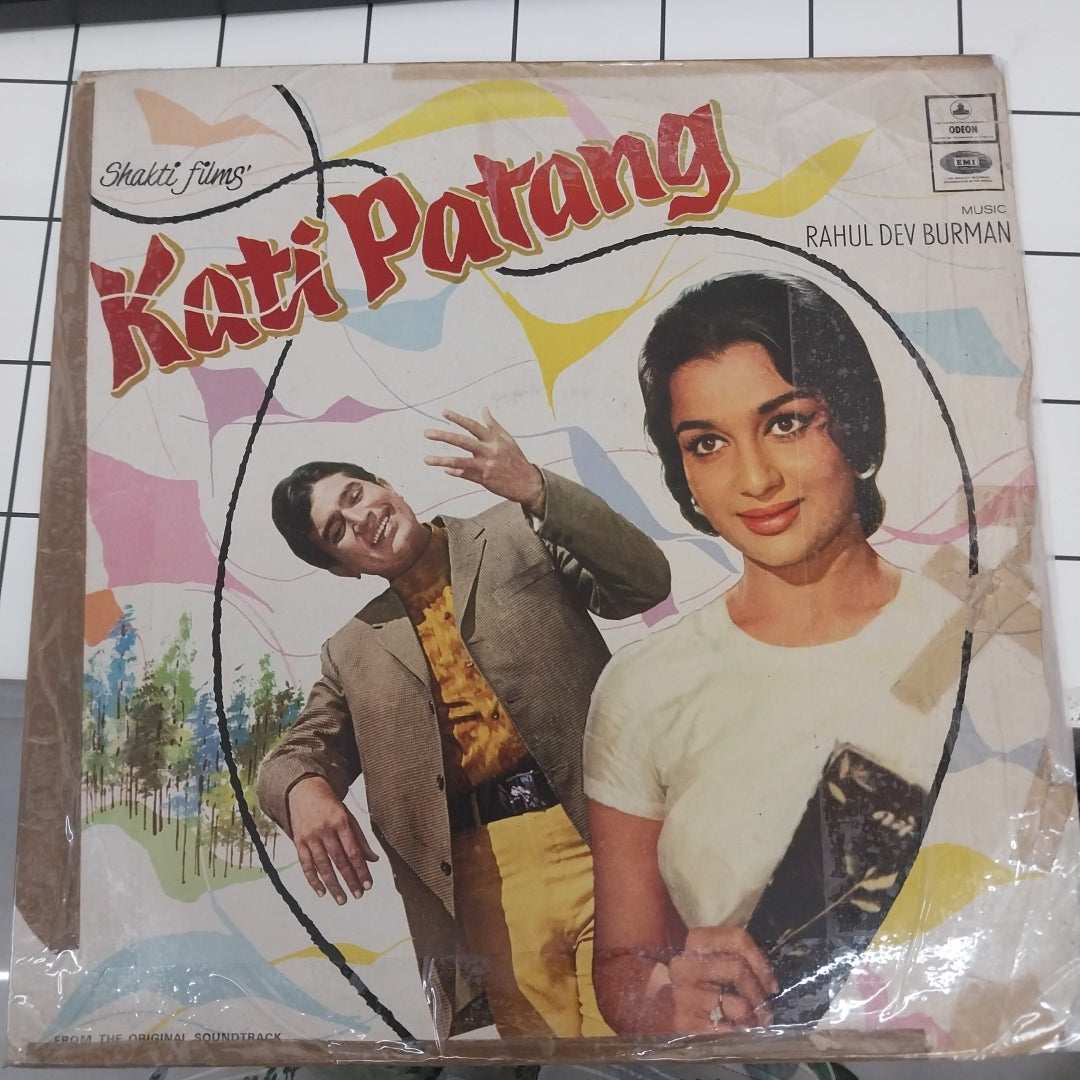 Shakti films'
Kati Patang
ODEON
EMI
MUSIC
RAHUL DEV BURMAN
FROM THE ORIGINAL SOUNDTRACK